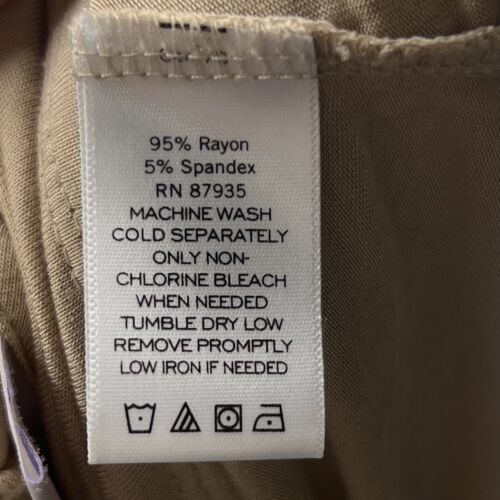 95% Rayon
5% Spandex
RN 87935
MACHINE WASH
COLD SEPARATELY
ONLY NON-
CHLORINE BLEACH
WHEN NEEDED
TUMBLE DRY LOW
REMOVE PROMPTLY
LOW IRON IF NEEDED